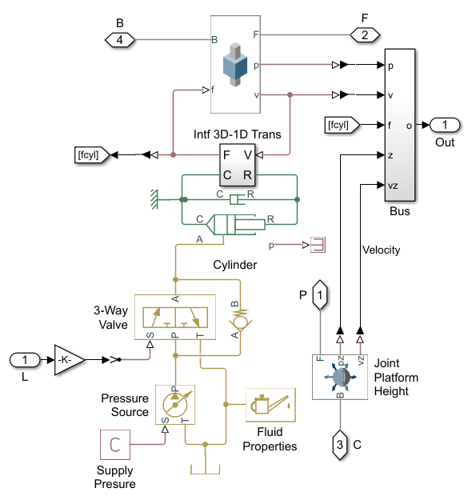 B
F
4
2
B
F
p
v
f
p
v
[fcyl]
f
o
1
z
Out
vz
Intf 3D-1D Trans
[fcyl]
F V
C R
Bus
C R
C R
A
p
Velocity
Cylinder
A
B
3-Way
Valve
P
1
S P T
A
1
-K-
L
F
pz
vz
Joint
Platform
Height
B
Pressure
Source
P
S T
Fluid
Properties
C
3
C
Supply
Presure